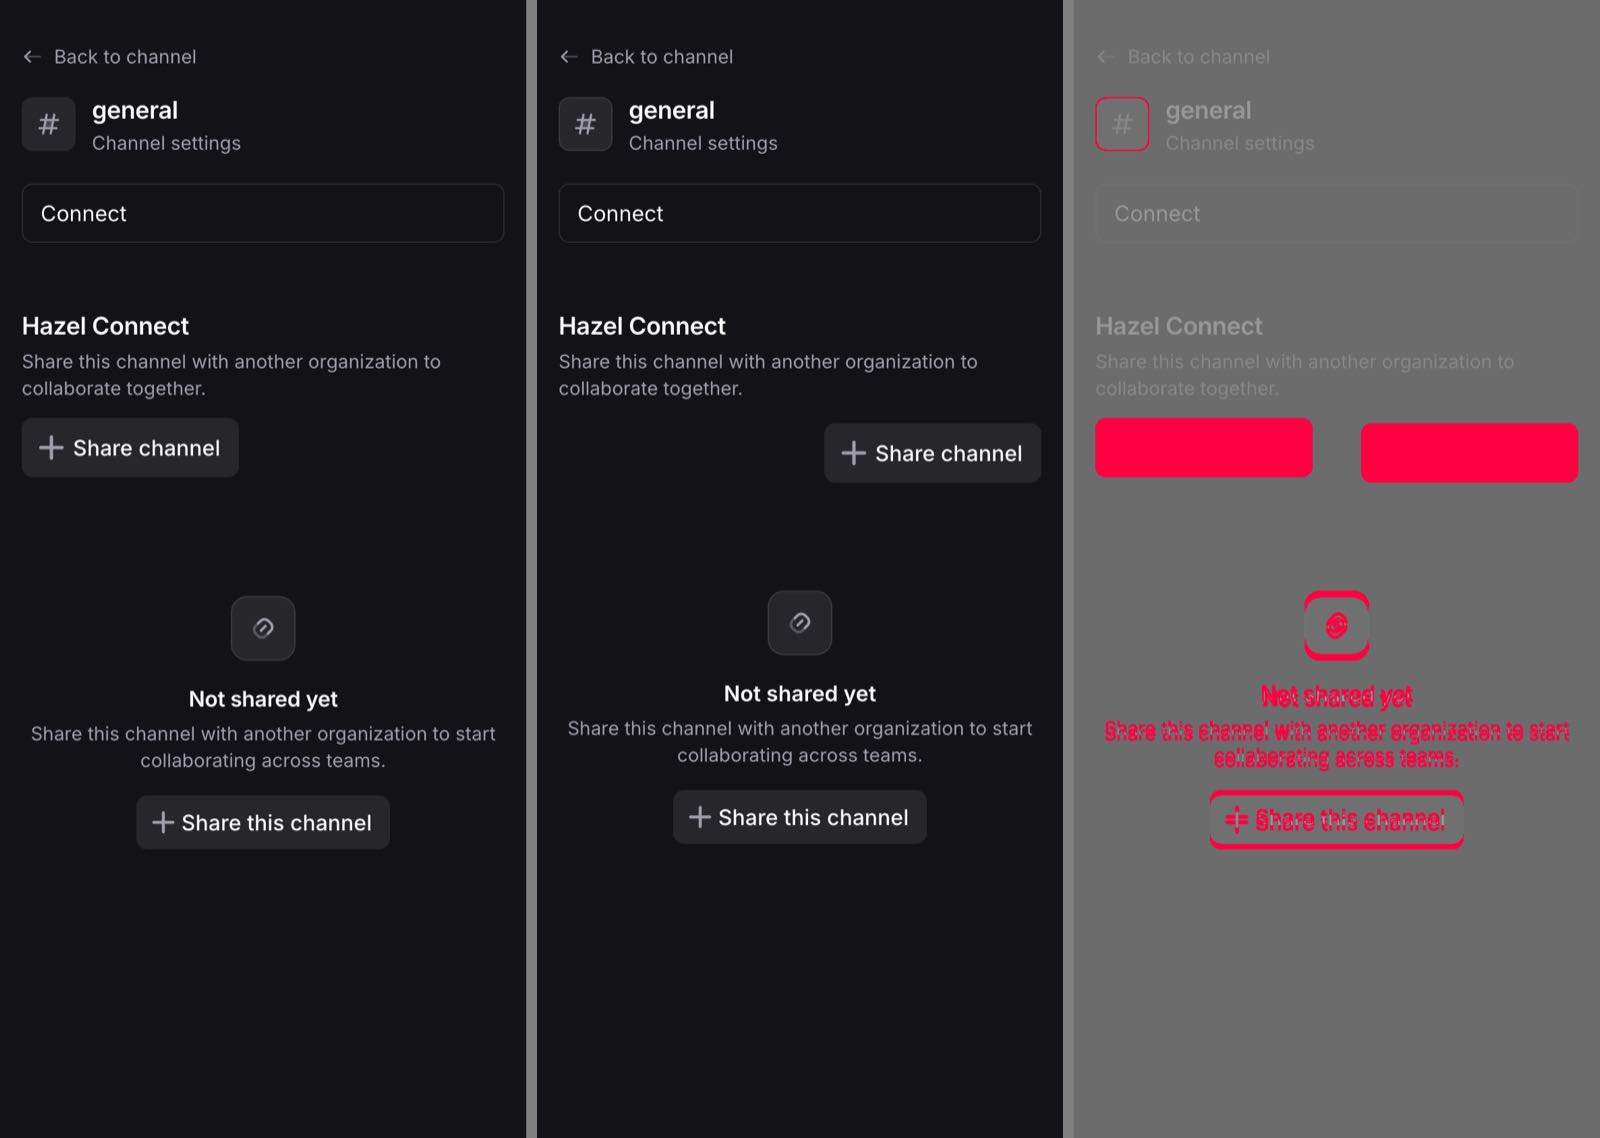 Back to channel
#
general
Channel settings
Connect
Hazel Connect
Share this channel with another organization to
collaborate together.
Share channel
Not shared yet
Share this channel with another organization to start
collaborating across teams.
Share this channel
Back to channel
#
general
Channel settings
Connect
Hazel Connect
Share this channel with another organization to
collaborate together.
Share channel
Not shared yet
Share this channel with another organization to start
collaborating across teams.
Share this channel
Back to channel
#
general
Channel settings
Connect
Hazel Connect
Share this channel with another organization to
collaborate together.
Not shared yet
Share this channel with another organization to start
collaborating across teams.
Share this channel